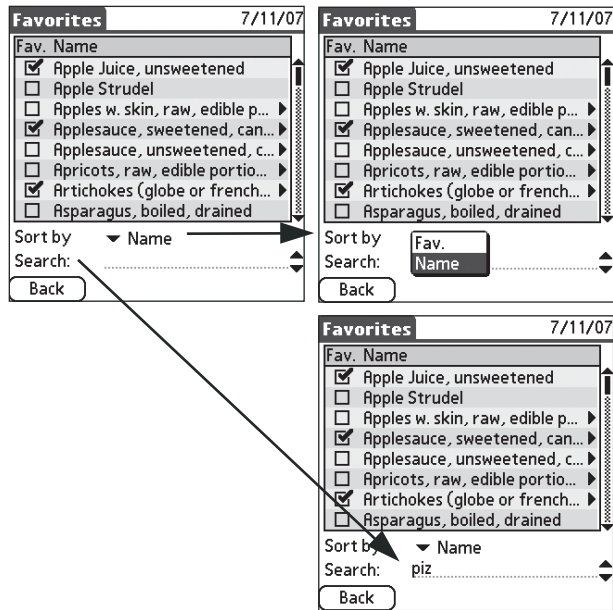 Favorites 7/11/07
Fav. Name
Apple Juice, unsweetened
Apple Strudel
Apples w. skin, raw, edible p...
Applesauce, sweetened, can...
Applesauce, unsweetened, c...
Apricots, raw, edible portio...
Artichokes (globe or french...
Asparagus, boiled, drained
Sort by Name
Search:
Back
Favorites 7/11/07
Fav. Name
Apple Juice, unsweetened
Apple Strudel
Apples w. skin, raw, edible p...
Applesauce, sweetened, can...
Applesauce, unsweetened, c...
Apricots, raw, edible portio...
Artichokes (globe or french...
Asparagus, boiled, drained
Sort by Fav.
Search: Name
Back
Favorites 7/11/07
Fav. Name
Apple Juice, unsweetened
Apple Strudel
Apples w. skin, raw, edible p...
Applesauce, sweetened, can...
Applesauce, unsweetened, c...
Apricots, raw, edible portio...
Artichokes (globe or french...
Asparagus, boiled, drained
Sort by Name
Search: piz
Back